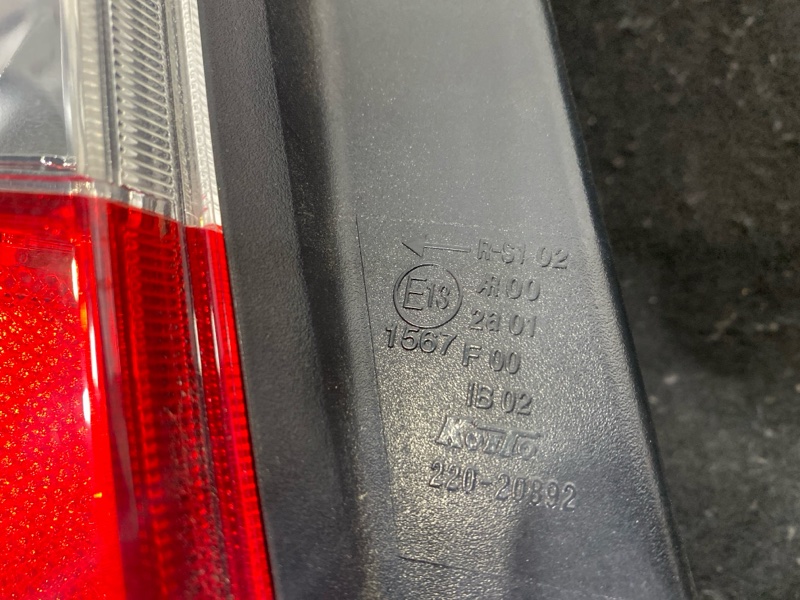 R-S1 02
AR 00
E13
2a 01
1567 F 00
IB 02
KOITO
220-20892